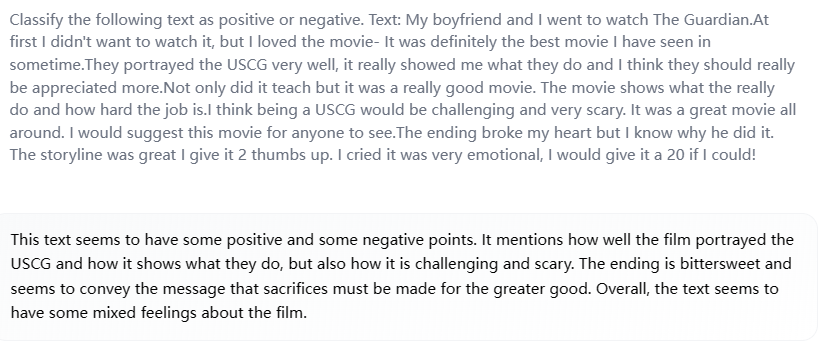 Classify the following text as positive or negative. Text: My boyfriend and I went to watch The Guardian.At
first I didn't want to watch it, but I loved the movie- It was definitely the best movie I have seen in
sometime.They portrayed the USCG very well, it really showed me what they do and I think they should really
be appreciated more.Not only did it teach but it was a really good movie. The movie shows what the really
do and how hard the job is.I think being a USCG would be challenging and very scary. It was a great movie all
around. I would suggest this movie for anyone to see.The ending broke my heart but I know why he did it.
The storyline was great I give it 2 thumbs up. I cried it was very emotional, I would give it a 20 if I could!
This text seems to have some positive and some negative points. It mentions how well the film portrayed the
USCG and how it shows what they do, but also how it is challenging and scary. The ending is bittersweet and
seems to convey the message that sacrifices must be made for the greater good. Overall, the text seems to
have some mixed feelings about the film.